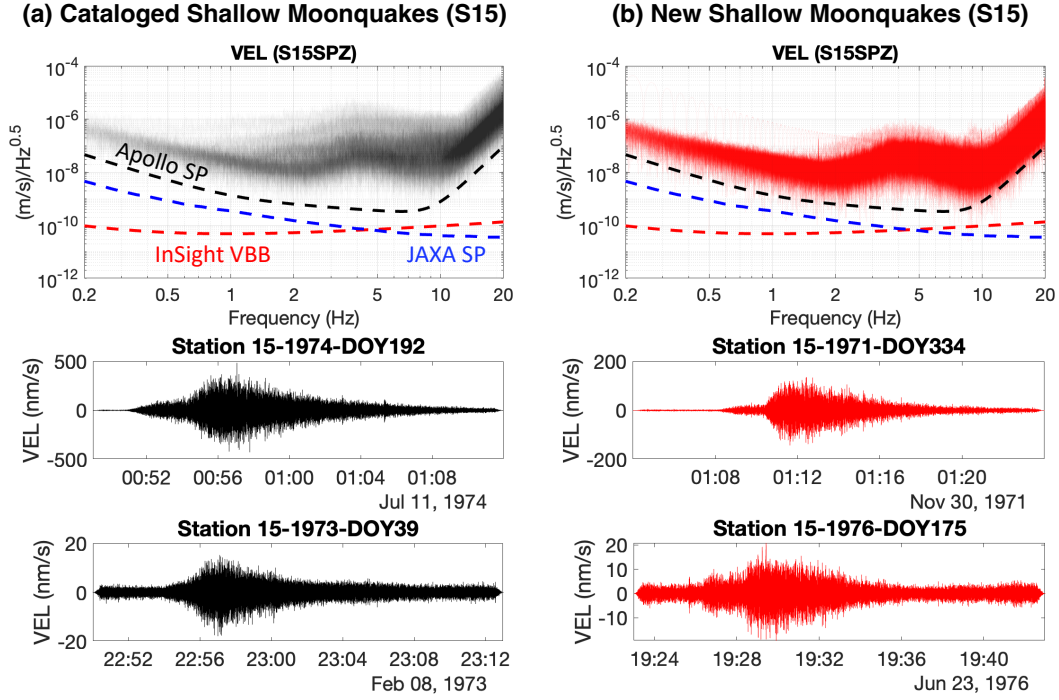 (a) Cataloged Shallow Moonquakes (S15)
VEL (S15SPZ)
10-4
10-6
10-8
10-10
10-12
(m/s)/Hz0.5
Apollo SP
InSight VBB
JAXA SP
0.2 0.5 1 2 5 10 20
Frequency (Hz)
Station 15-1974-DOY192
500
0
-500
VEL (nm/s)
00:52 00:56 01:00 01:04 01:08
Jul 11, 1974
Station 15-1973-DOY39
20
0
-20
VEL (nm/s)
22:52 22:56 23:00 23:04 23:08 23:12
Feb 08, 1973
(b) New Shallow Moonquakes (S15)
VEL (S15SPZ)
10-4
10-6
10-8
10-10
10-12
(m/s)/Hz0.5
0.2 0.5 1 2 5 10 20
Frequency (Hz)
Station 15-1971-DOY334
200
0
-200
VEL (nm/s)
01:08 01:12 01:16 01:20
Nov 30, 1971
Station 15-1976-DOY175
20
10
0
-10
VEL (nm/s)
19:24 19:28 19:32 19:36 19:40
Jun 23, 1976